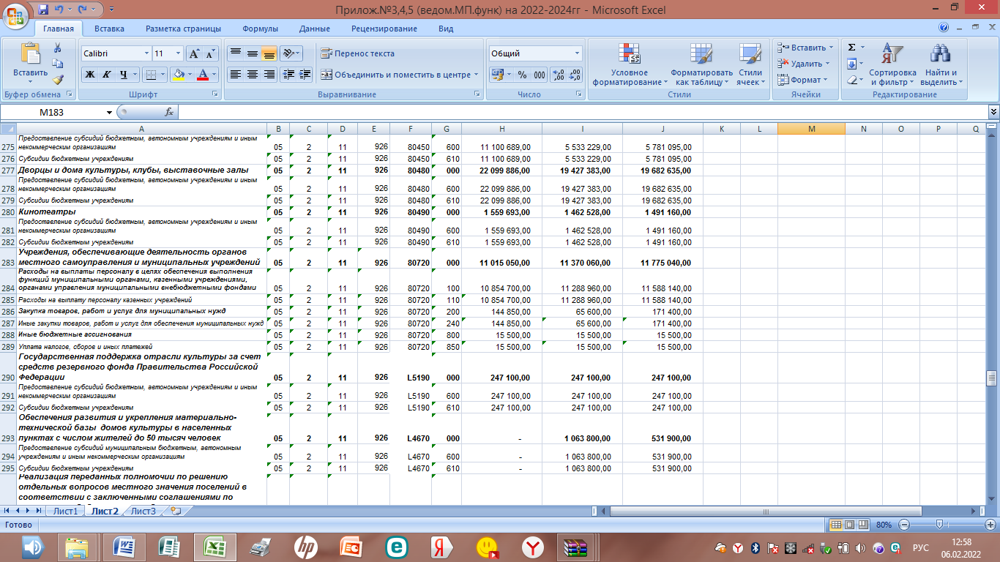 Прилож.№3,4,5 (ведом.МП.функ) на 2022-2024гг - Microsoft Excel
Главная Вставка Разметка страницы Формулы Данные Рецензирование Вид
Вставить
Буфер обмена
Calibri 11
Ж К Ч
Шрифт
Перенос текста
Объединить и поместить в центре
Выравнивание
Общий
% 000
Число
Условное форматирование
Форматировать как таблицу
Стили ячеек
Стили
Вставить
Удалить
Формат
Ячейки
Σ
Сортировка и фильтр
Найти и выделить
Редактирование
M183 fx
A B C D E F G H I J K L M N O P Q
Предоставление субсидий бюджетным, автономным учреждениям и иным
275 некоммерческим организациям 05 2 11 926 80450 600 11 100 689,00 5 533 229,00 5 781 095,00
276 Субсидии бюджетным учреждениям 05 2 11 926 80450 610 11 100 689,00 5 533 229,00 5 781 095,00
277 Дворцы и дома культуры, клубы, выставочные залы 05 2 11 926 80480 000 22 099 886,00 19 427 383,00 19 682 635,00
Предоставление субсидий бюджетным, автономным учреждениям и иным
278 некоммерческим организациям 05 2 11 926 80480 600 22 099 886,00 19 427 383,00 19 682 635,00
279 Субсидии бюджетным учреждениям 05 2 11 926 80480 610 22 099 886,00 19 427 383,00 19 682 635,00
280 Кинотеатры 05 2 11 926 80490 000 1 559 693,00 1 462 528,00 1 491 160,00
Предоставление субсидий бюджетным, автономным учреждениям и иным
281 некоммерческим организациям 05 2 11 926 80490 600 1 559 693,00 1 462 528,00 1 491 160,00
282 Субсидии бюджетным учреждениям 05 2 11 926 80490 610 1 559 693,00 1 462 528,00 1 491 160,00
Учреждения, обеспечивающие деятельность органов
283 местного самоуправления и муниципальных учреждений 05 2 11 926 80720 000 11 015 050,00 11 370 060,00 11 775 040,00
Расходы на выплаты персоналу в целях обеспечения выполнения
функций муниципальными органами, казенными учреждениями,
284 органами управления муниципальными внебюджетными фондами 05 2 11 926 80720 100 10 854 700,00 11 288 960,00 11 588 140,00
285 Расходы на выплату персоналу казенных учреждений 05 2 11 926 80720 110 10 854 700,00 11 288 960,00 11 588 140,00
286 Закупка товаров, работ и услуг для муниципальных нужд 05 2 11 926 80720 200 144 850,00 65 600,00 171 400,00
287 Иные закупки товаров, работ и услуг для обеспечения муниципальных нужд 05 2 11 926 80720 240 144 850,00 65 600,00 171 400,00
288 Иные бюджетные ассигнования 05 2 11 926 80720 800 15 500,00 15 500,00 15 500,00
289 Уплата налогов, сборов и иных платежей 05 2 11 926 80720 850 15 500,00 15 500,00 15 500,00
Государственная поддержка отрасли культуры за счет
средств резервного фонда Правительства Российской
290 Федерации 05 2 11 926 L5190 000 247 100,00 247 100,00 247 100,00
Предоставление субсидий бюджетным, автономным учреждениям и иным
291 некоммерческим организациям 05 2 11 926 L5190 600 247 100,00 247 100,00 247 100,00
292 Субсидии бюджетным учреждениям 05 2 11 926 L5190 610 247 100,00 247 100,00 247 100,00
Обеспечения развития и укрепления материально-
технической базы домов культуры в населенных
293 пунктах с числом жителей до 50 тысяч человек 05 2 11 926 L4670 000 - 1 063 800,00 531 900,00
Предоставление субсидий муниципальным бюджетным, автономным
294 учреждениям и иным некоммерческим организациям 05 2 11 926 L4670 600 - 1 063 800,00 531 900,00
295 Субсидии бюджетным учреждениям 05 2 11 926 L4670 610 - 1 063 800,00 531 900,00
Реализация переданных полномочий по решению
отдельных вопросов местного значения поселений в
соответствии с заключенными соглашениями по
Лист1 Лист2 Лист3
Готово 80%
РУС 12:58
06.02.2022